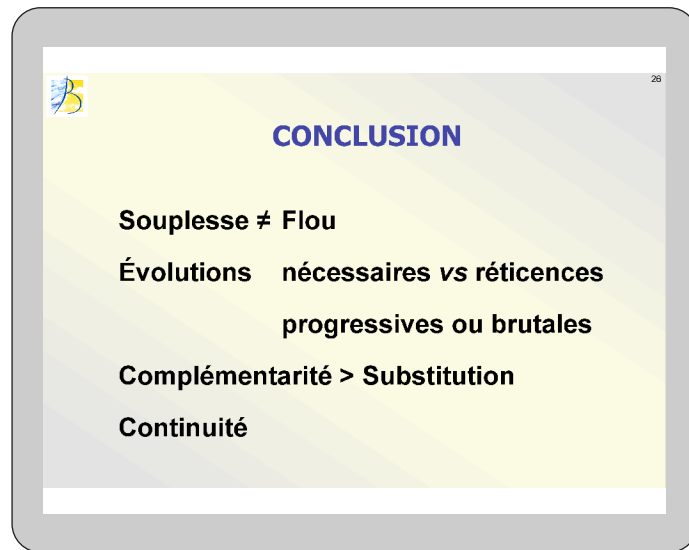 26
CONCLUSION
Souplesse ≠ Flou
Évolutions nécessaires vs réticences
progressives ou brutales
Complémentarité > Substitution
Continuité